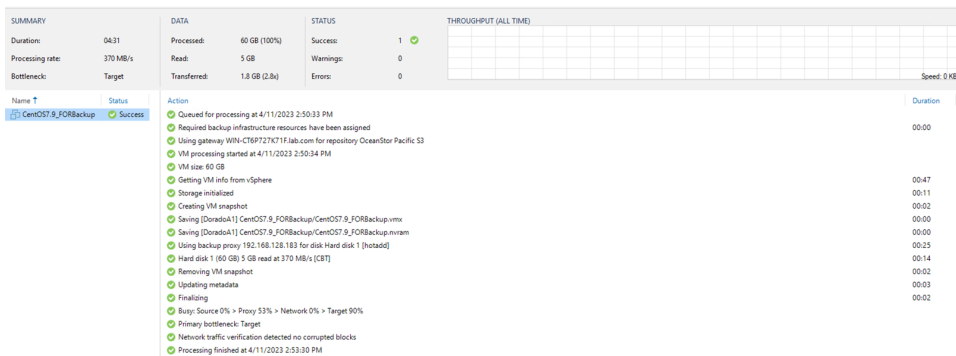 SUMMARY DATA STATUS THROUGHPUT (ALL TIME)
Duration: 04:31 Processed: 60 GB (100%) Success: 1
Processing rate: 370 MB/s Read: 5 GB Warnings: 0
Bottleneck: Target Transferred: 1.8 GB (2.8x) Errors: 0 Speed: 0 KB
Name Status Action Duration
CentOS7.9_FORBackup Success Queued for processing at 4/11/2023 2:50:33 PM
Required backup infrastructure resources have been assigned 00:00
Using gateway WIN-CT6P727K71F.lab.com for repository OceanStor Pacific S3
VM processing started at 4/11/2023 2:50:34 PM
VM size: 60 GB
Getting VM info from vSphere 00:47
Storage initialized 00:11
Creating VM snapshot 00:02
Saving [DoradoA1] CentOS7.9_FORBackup/CentOS7.9_FORBackup.vmx 00:00
Saving [DoradoA1] CentOS7.9_FORBackup/CentOS7.9_FORBackup.nvram 00:00
Using backup proxy 192.168.128.183 for disk Hard disk 1 [hotadd] 00:25
Hard disk 1 (60 GB) 5 GB read at 370 MB/s [CBT] 00:14
Removing VM snapshot 00:02
Updating metadata 00:03
Finalizing 00:02
Busy: Source 0% > Proxy 53% > Network 0% > Target 90%
Primary bottleneck: Target
Network traffic verification detected no corrupted blocks
Processing finished at 4/11/2023 2:53:30 PM